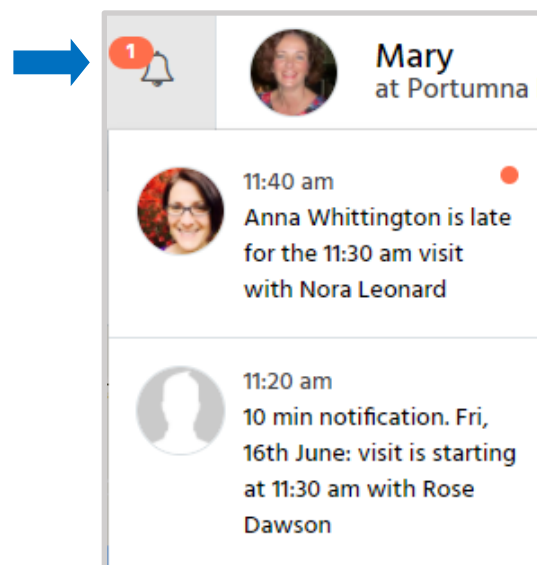 1
Mary
at Portumna
11:40 am
Anna Whittington is late
for the 11:30 am visit
with Nora Leonard
11:20 am
10 min notification. Fri,
16th June: visit is starting
at 11:30 am with Rose
Dawson